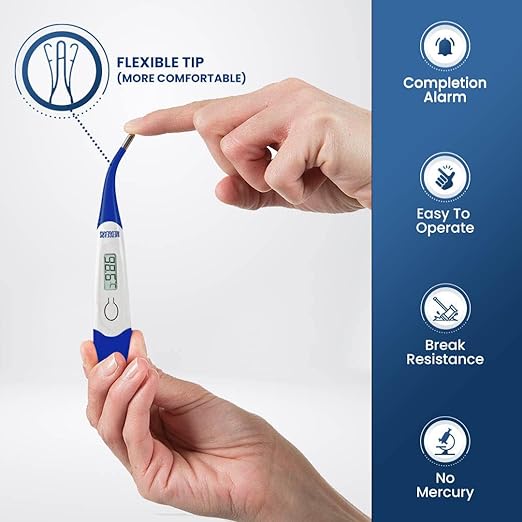 FLEXIBLE TIP
(MORE COMFORTABLE)
98.6
Completion
Alarm
Easy To
Operate
Break
Resistance
No
Mercury